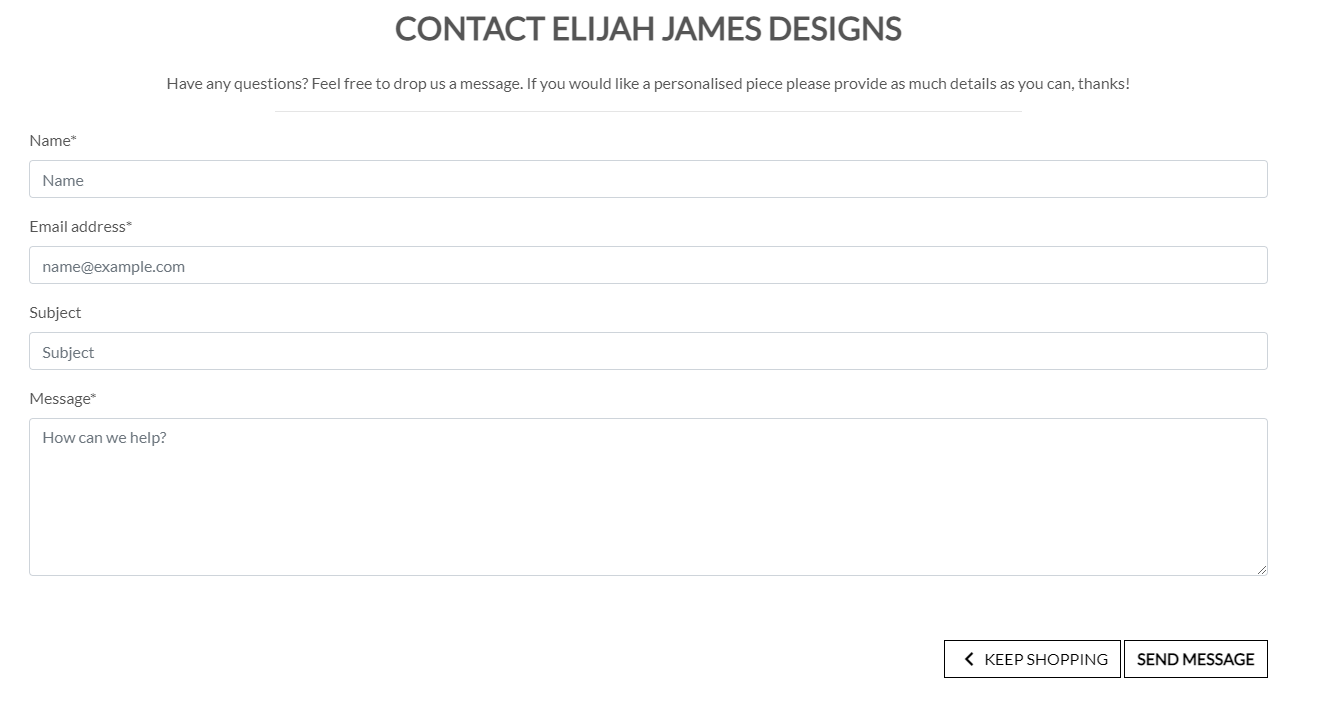 CONTACT ELIJAH JAMES DESIGNS
Have any questions? Feel free to drop us a message. If you would like a personalised piece please provide as much details as you can, thanks!
Name*
Name
Email address*
name@example.com
Subject
Subject
Message*
How can we help?
KEEP SHOPPING SEND MESSAGE